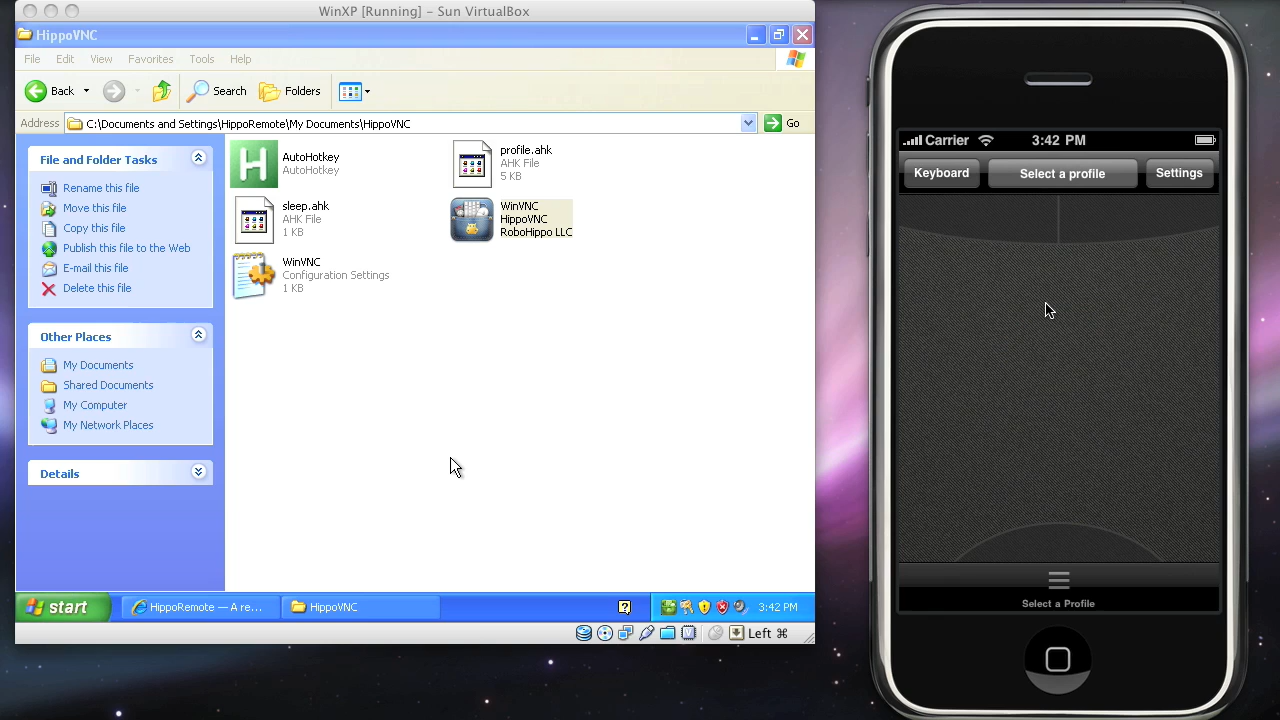 WinXP [Running] – Sun VirtualBox
HippoVNC
File Edit Favorites Tools Help
Back Search Folders
Address C:\Documents and Settings\HippoRemote\My Documents\HippoVNC Go
File and Folder Tasks
Rename this file
Move this file
Copy this file
Publish this file to the Web
E-mail this file
Delete this file
Other Places
My Documents
Shared Documents
My Computer
My Network Places
Details
AutoHotkey
AutoHotkey
profile.ahk
AHK File
5 KB
sleep.ahk
AHK File
1 KB
WinVNC
HippoVNC
RoboHippo LLC
WinVNC
Configuration Settings
1 KB
start
HippoRemote — A re...
HippoVNC
3:42 PM
Left ⌘
Carrier 3:42 PM
Keyboard Select a profile Settings
Select a Profile